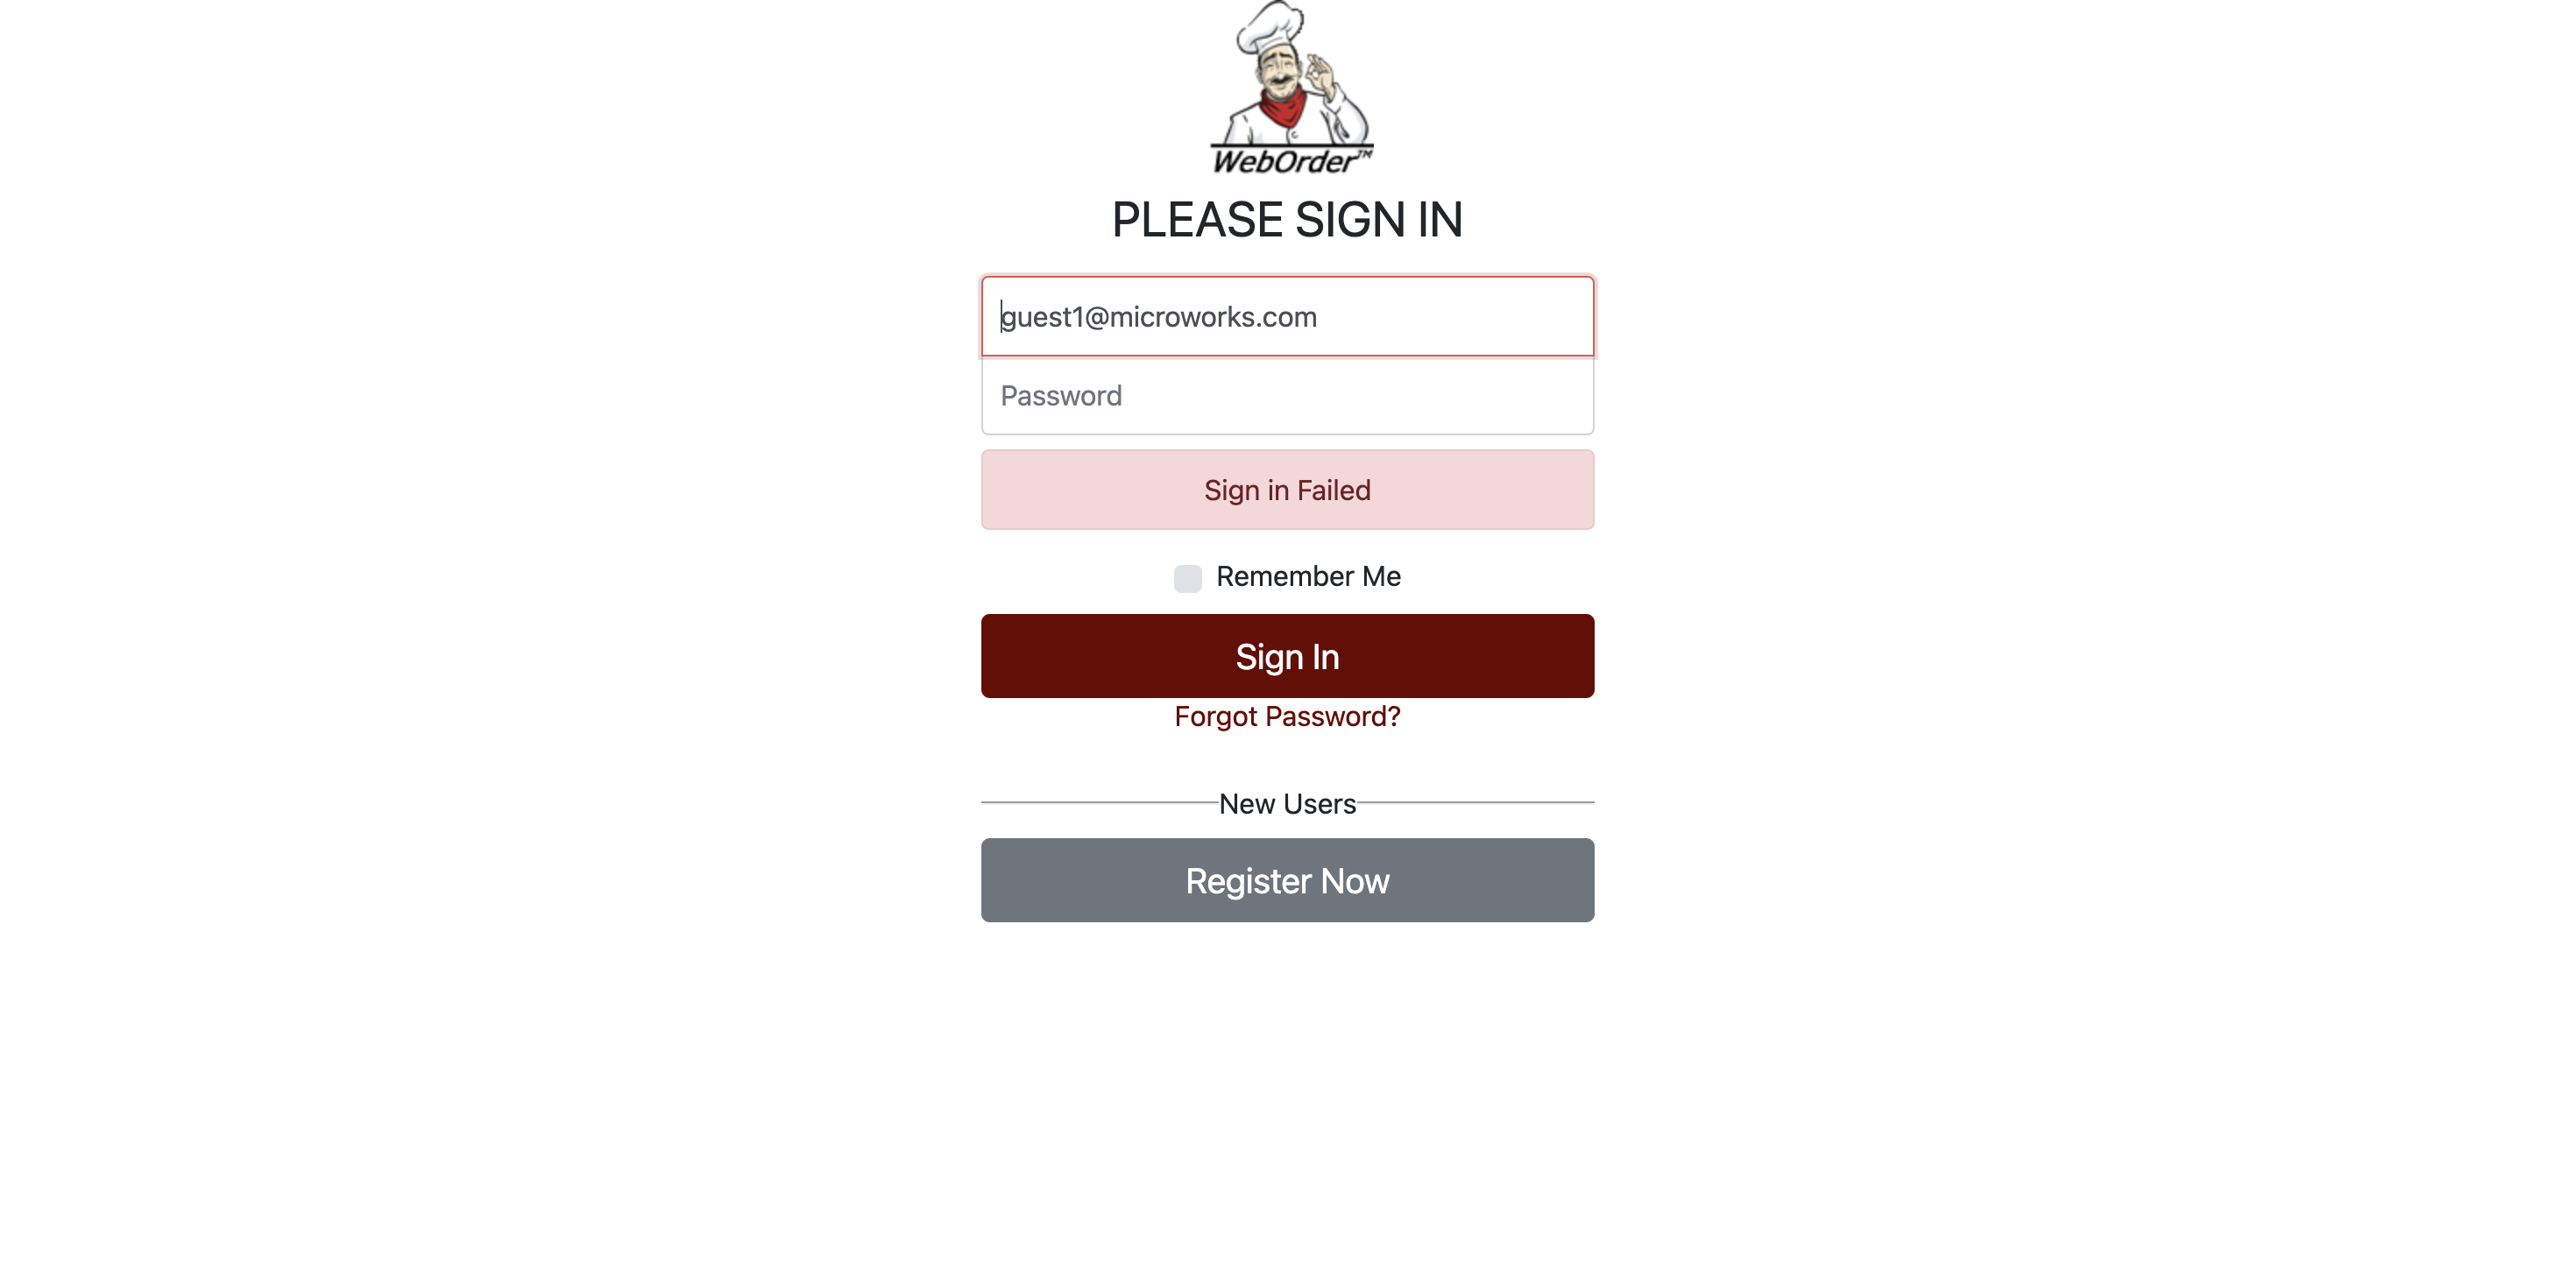 WebOrder™
PLEASE SIGN IN
guest1@microworks.com
Password
Sign in Failed
Remember Me
Sign In
Forgot Password?
New Users
Register Now